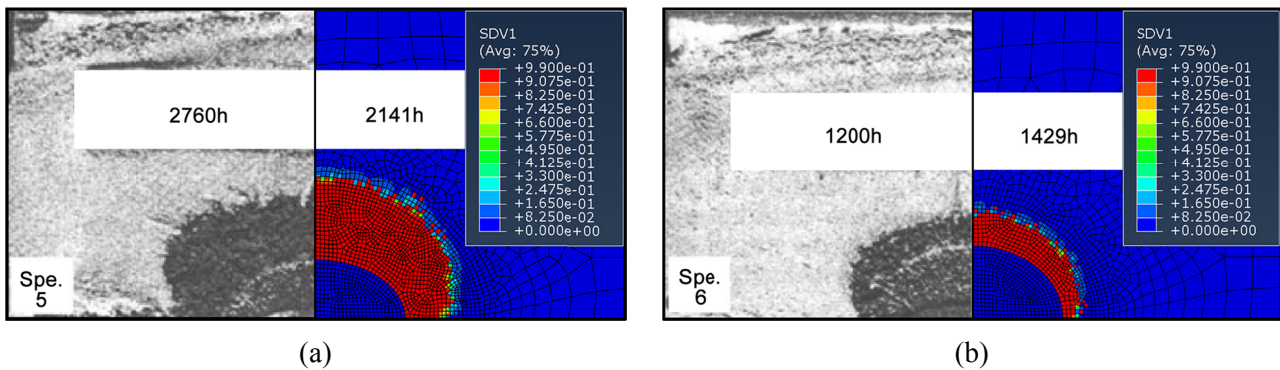 2760h
2141h
SDV1
(Avg: 75%)
+9.900e-01
+9.075e-01
+8.250e-01
+7.425e-01
+6.600e-01
+5.775e-01
+4.950e-01
+4.125e-01
+3.300e-01
+2.475e-01
+1.650e-01
+8.250e-02
+0.000e+00
Spe.
5
(a)
1200h
1429h
SDV1
(Avg: 75%)
+9.900e-01
+9.075e-01
+8.250e-01
+7.425e-01
+6.600e-01
+5.775e-01
+4.950e-01
+4.125e-01
+3.300e-01
+2.475e-01
+1.650e-01
+8.250e-02
+0.000e+00
Spe.
6
(b)